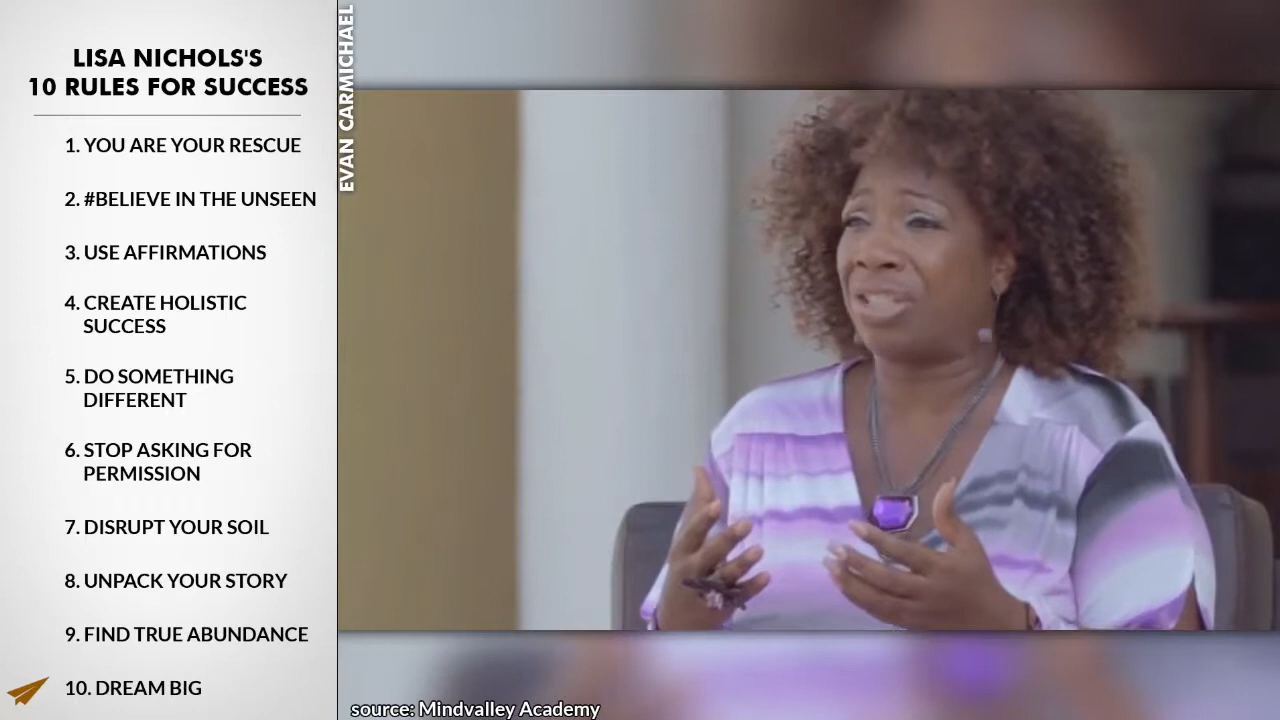 LISA NICHOLS'S
10 RULES FOR SUCCESS
1. YOU ARE YOUR RESCUE
2. #BELIEVE IN THE UNSEEN
3. USE AFFIRMATIONS
4. CREATE HOLISTIC
SUCCESS
5. DO SOMETHING
DIFFERENT
6. STOP ASKING FOR
PERMISSION
7. DISRUPT YOUR SOIL
8. UNPACK YOUR STORY
9. FIND TRUE ABUNDANCE
10. DREAM BIG
EVAN CARMICHAEL
source: Mindvalley Academy